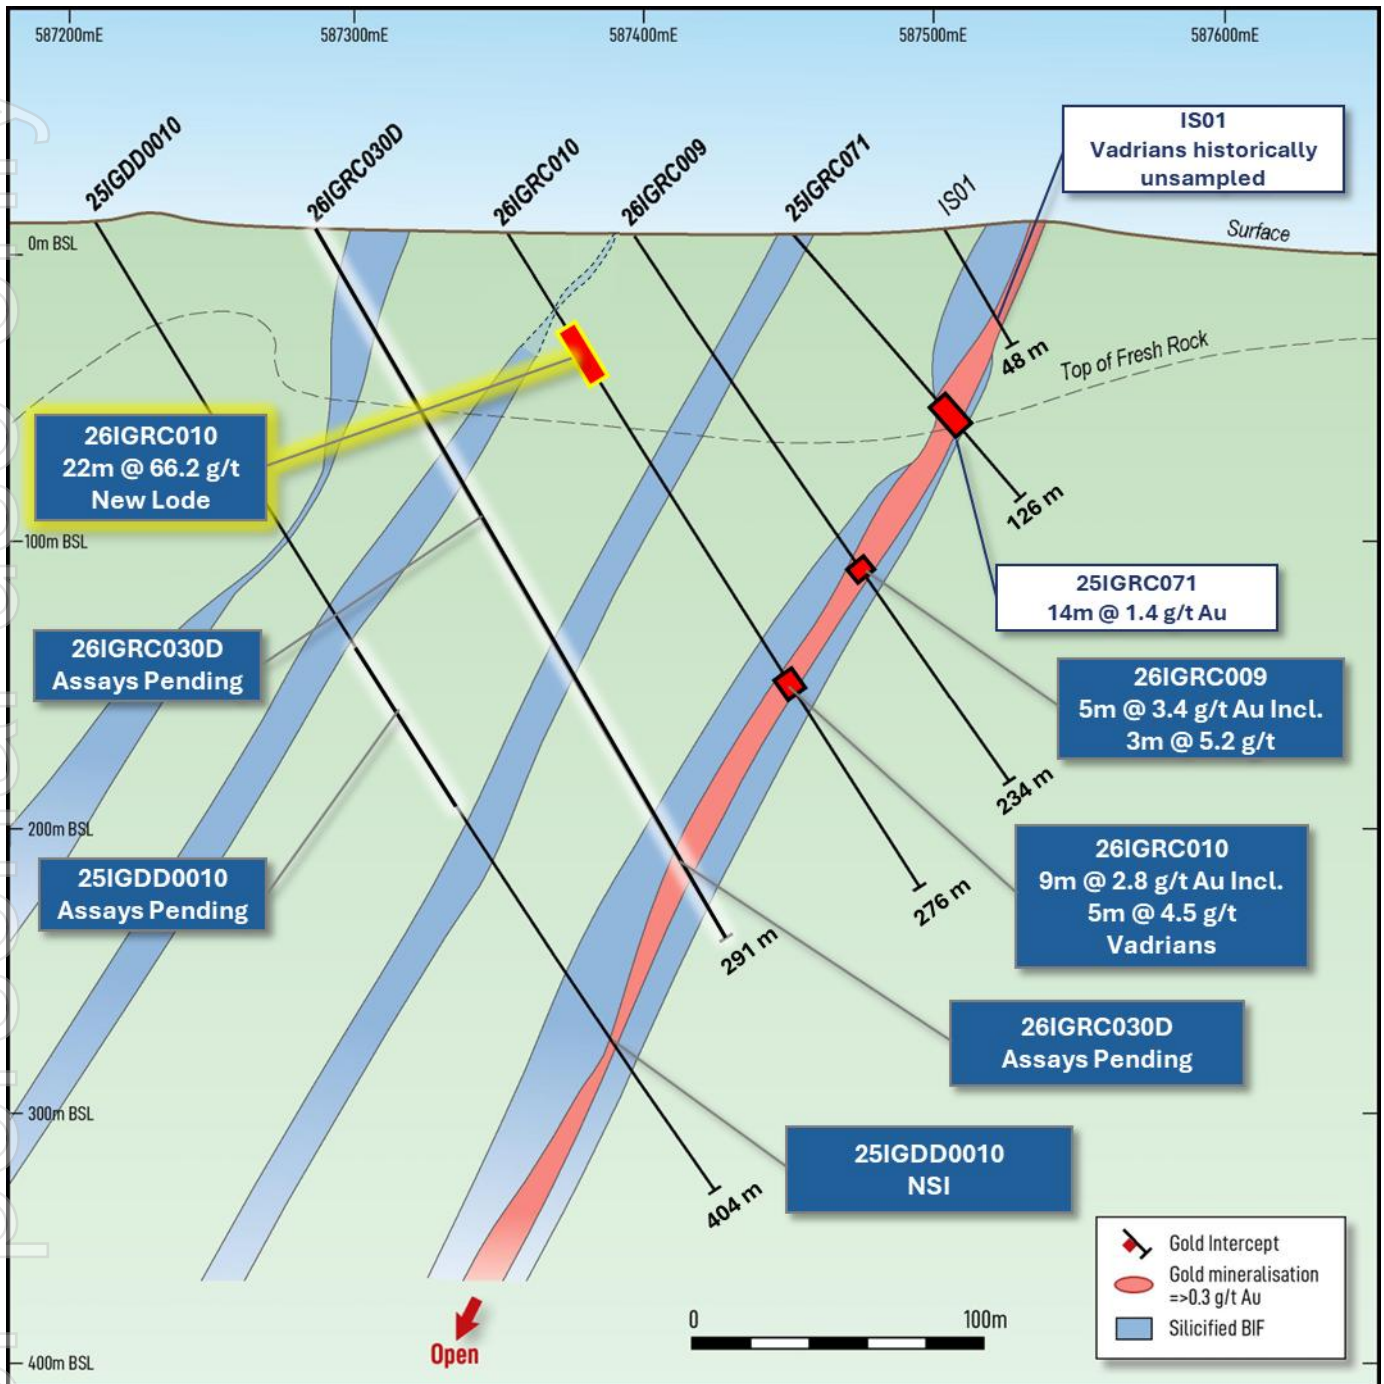 587200mE
587300mE
587400mE
587500mE
587600mE
25IGDD0010
26IGRC030D
26IGRC010
26IGRC009
25IGRC071
IS01
IS01
Vadrians historically
unsampled
Surface
0m BSL
48 m
Top of Fresh Rock
26IGRC010
22m @ 66.2 g/t
New Lode
126 m
100m BSL
25IGRC071
14m @ 1.4 g/t Au
26IGRC030D
Assays Pending
26IGRC009
5m @ 3.4 g/t Au Incl.
3m @ 5.2 g/t
234 m
200m BSL
25IGDD0010
Assays Pending
26IGRC010
9m @ 2.8 g/t Au Incl.
5m @ 4.5 g/t
Vadrians
276 m
291 m
26IGRC030D
Assays Pending
300m BSL
25IGDD0010
NSI
404 m
Gold Intercept
Gold mineralisation
=>0.3 g/t Au
Silicified BIF
0
100m
Open
400m BSL